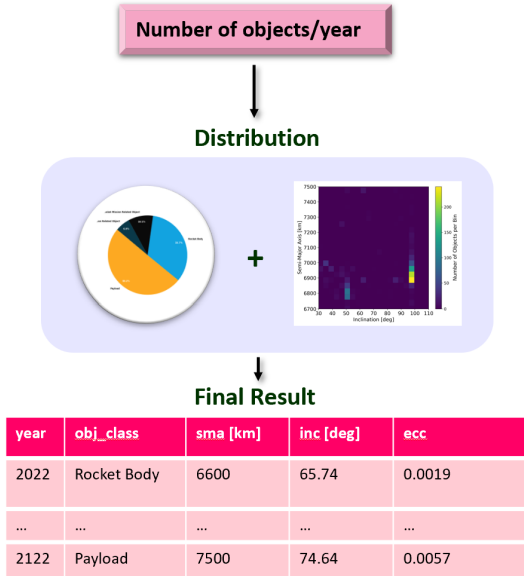 Number of objects/year
Distribution
Rocket Body
Payload
+
7500
7400
7300
7200
7100
7000
6900
6800
6700
Semi-Major Axis [km]
30 40 50 60 70 80 90 100 110
Inclination [deg]
200
150
100
50
0
Number of Objects per Bin
Final Result
year obj_class sma [km] inc [deg] ecc
2022 Rocket Body 6600 65.74 0.0019
... ... ... ... ...
2122 Payload 7500 74.64 0.0057